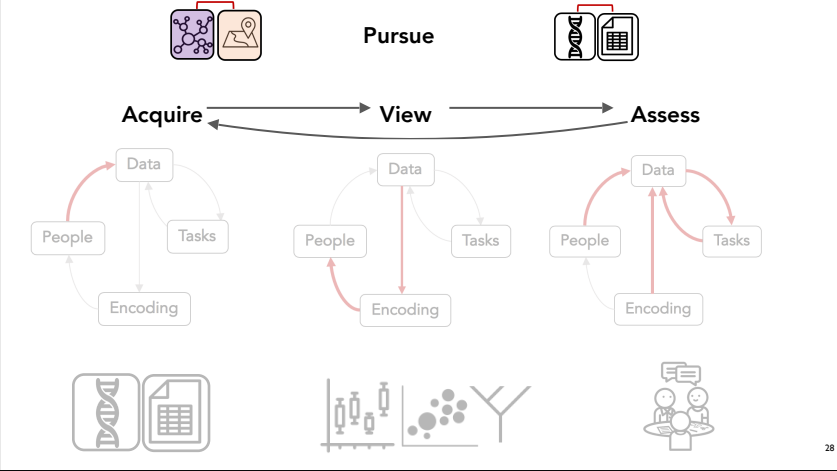 Pursue
Acquire
View
Assess
Data
People
Tasks
Encoding
Data
People
Tasks
Encoding
Data
People
Tasks
Encoding
28